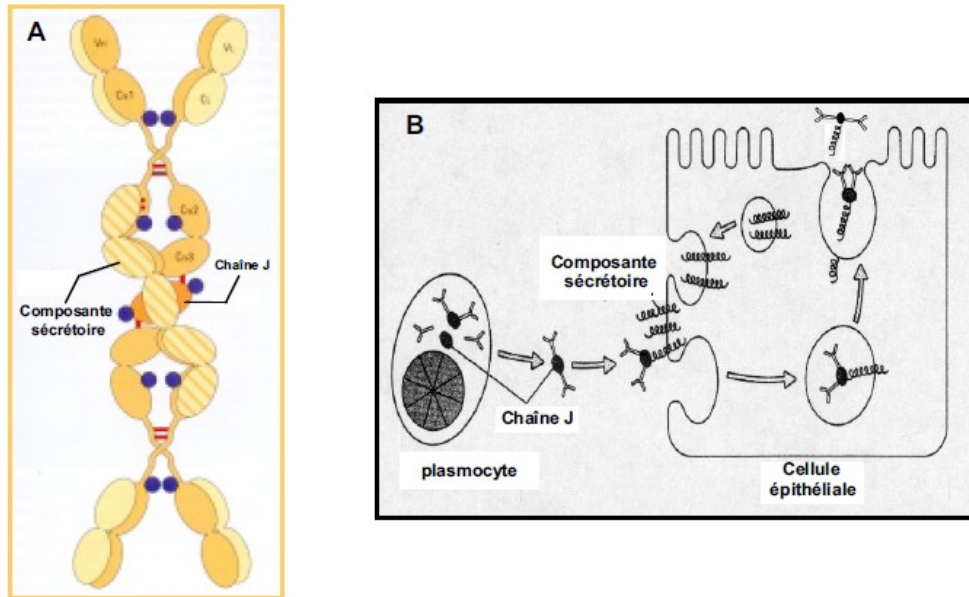 A
VH
VL
Cα1
CL
Cα2
Cα3
Chaîne J
Composante
sécrétoire
B
Composante
sécrétoire
Chaîne J
plasmocyte
Cellule
épithéliale